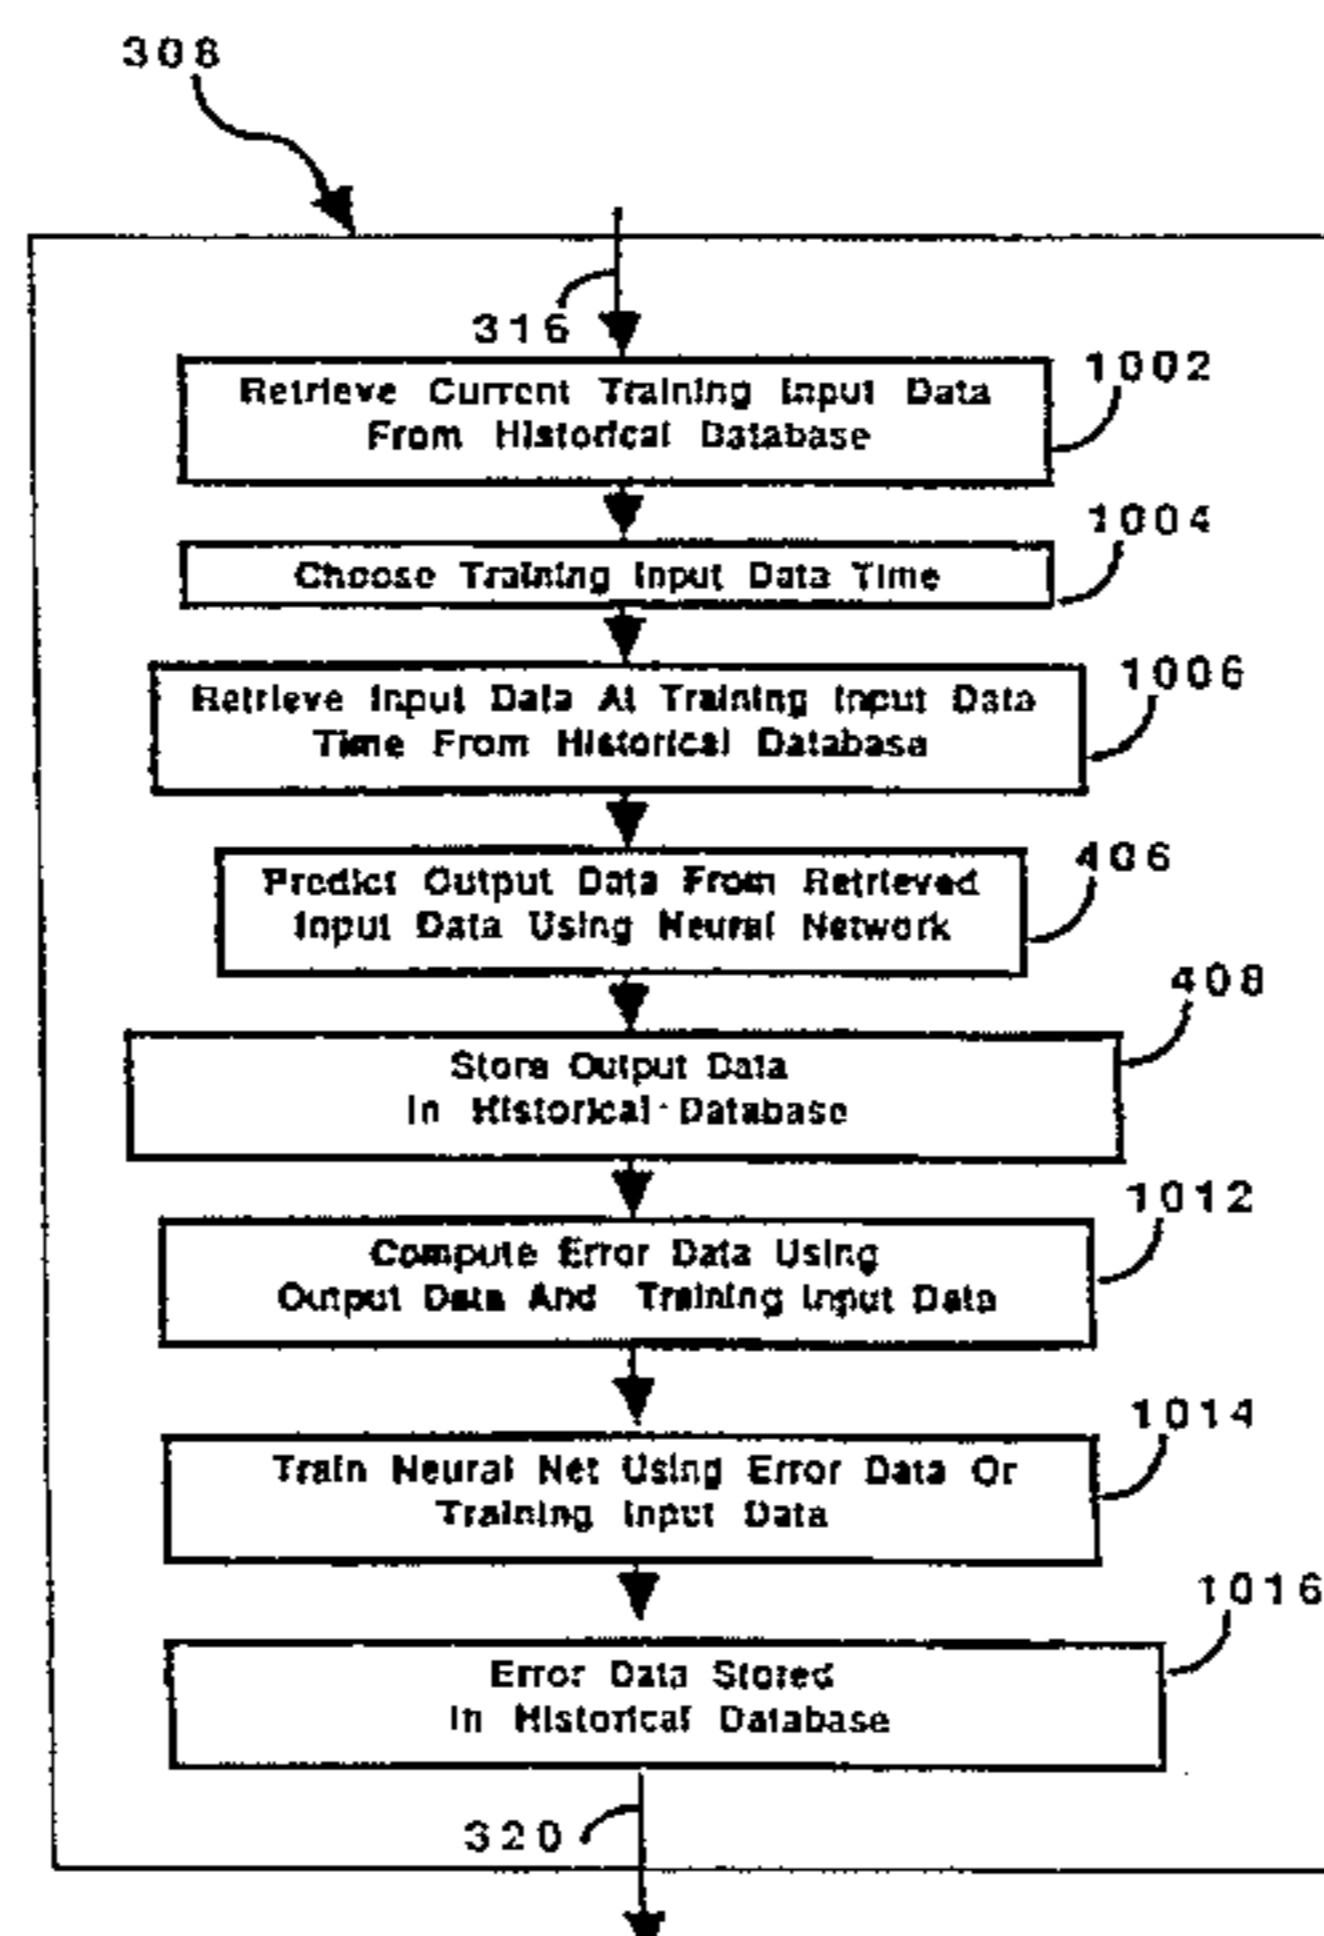 308
316
Retrieve Current Training Input Data
From Historical Database
1002
Choose Training Input Data Time
1004
Retrieve Input Data At Training Input Data
Time From Historical Database
1006
Predict Output Data From Retrieved
Input Data Using Neural Network
406
Store Output Data
In Historical Database
408
Compute Error Data Using
Output Data And Training Input Data
1012
Train Neural Net Using Error Data Or
Training Input Data
1014
Error Data Stored
In Historical Database
1016
320